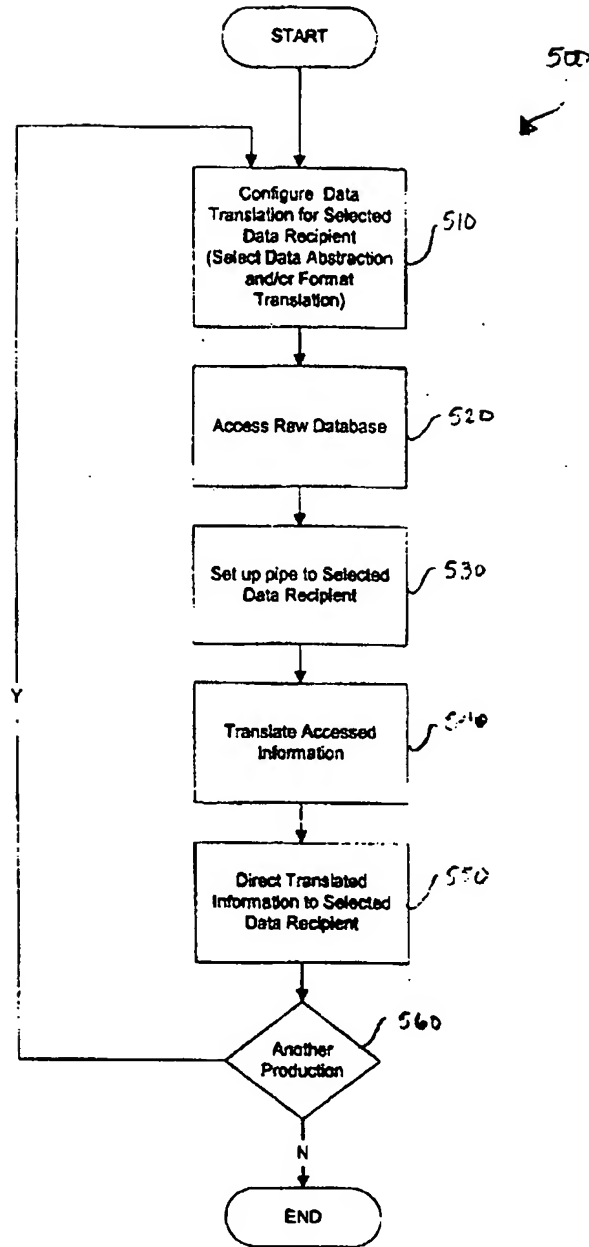 START
500
Configure Data
Translation for Selected
Data Recipient
(Select Data Abstraction
and/or Format
Translation)
510
Access Raw Database
520
Set up pipe to Selected
Data Recipient
530
Y
Translate Accessed
Information
540
Direct Translated
Information to Selected
Data Recipient
550
Another
Production
560
N
END